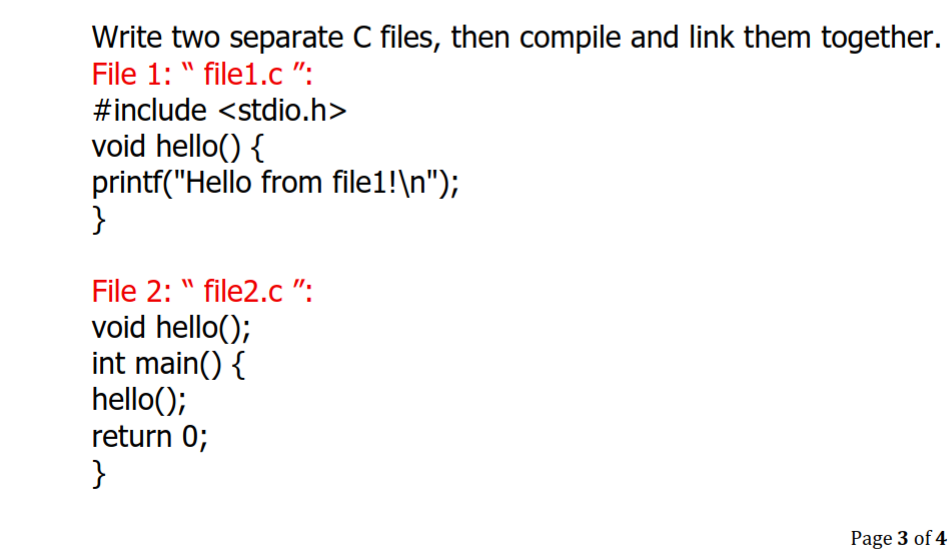 Write two separate C files, then compile and link them together.
File 1: “ file1.c ”:
#include <stdio.h>
void hello() {
printf("Hello from file1!\n");
}
File 2: “ file2.c ”:
void hello();
int main() {
hello();
return 0;
}
Page 3 of 4